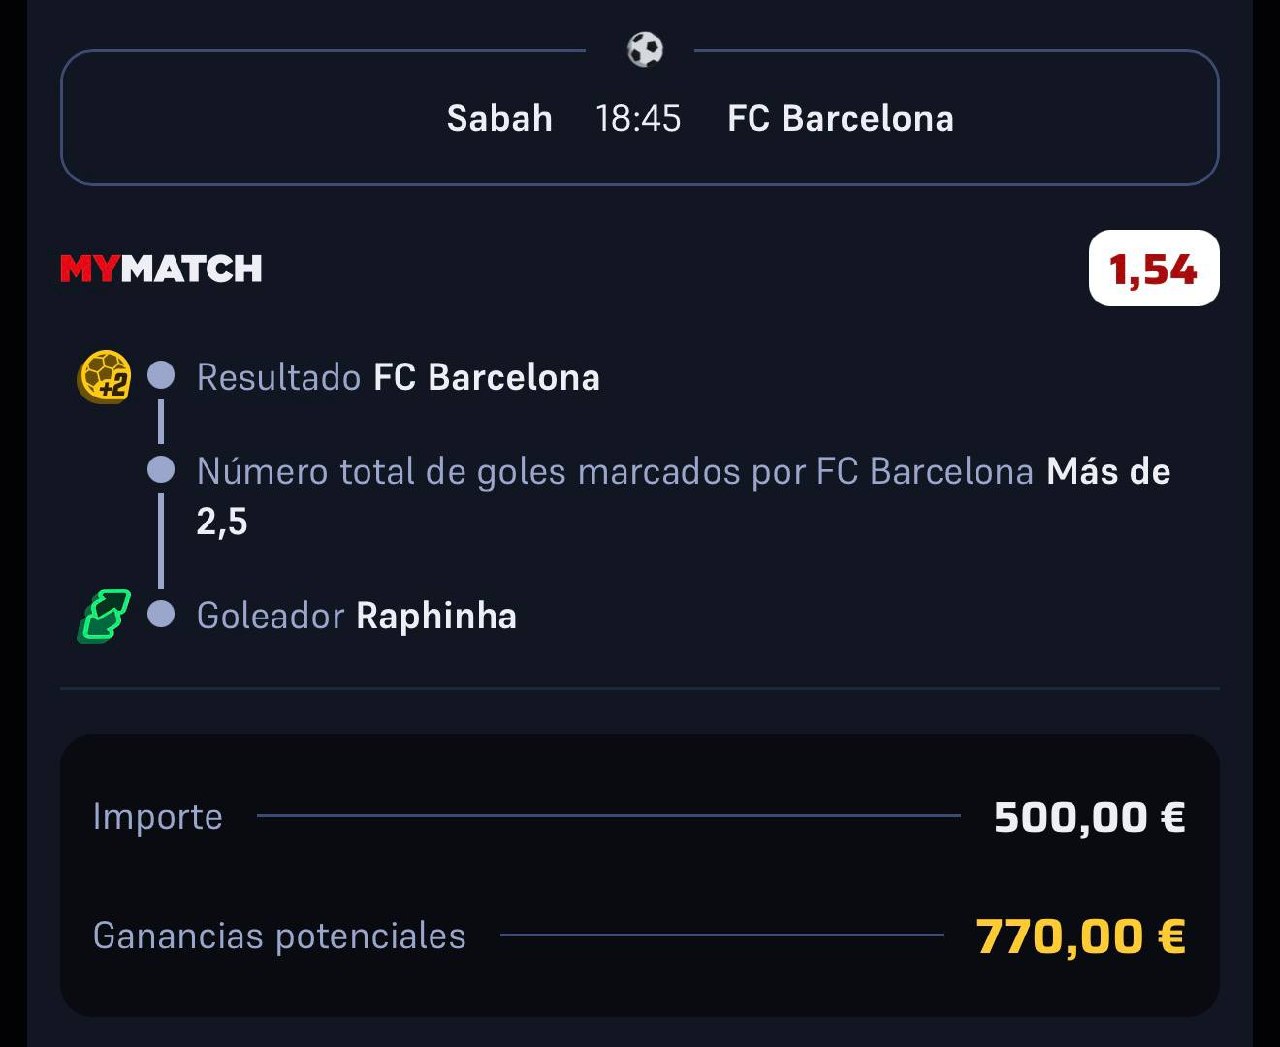 Sabah 18:45 FC Barcelona
MYMATCH 1,54
+2 Resultado FC Barcelona
Número total de goles marcados por FC Barcelona Más de
2,5
Goleador Raphinha
Importe 500,00 €
Ganancias potenciales 770,00 €